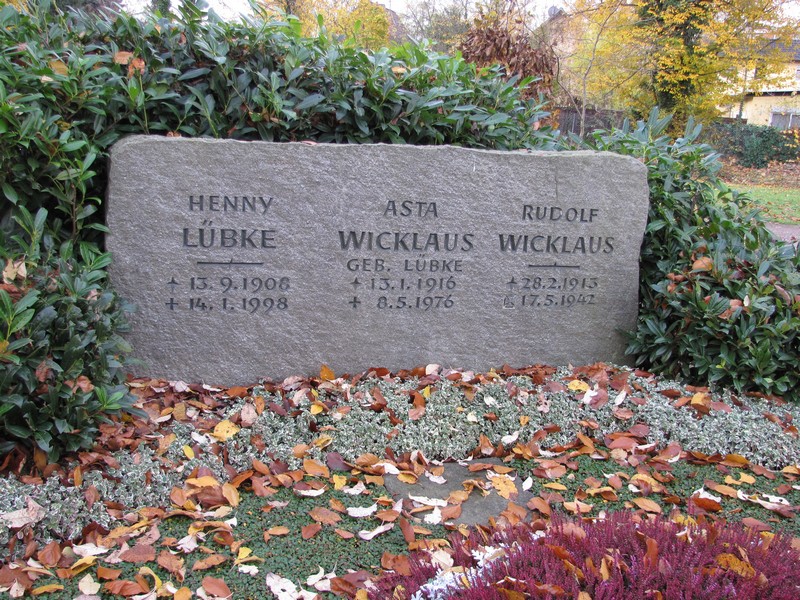 HENNY
LÜBKE
* 13.9.1908
+ 14.1.1998
ASTA
WICKLAUS
GEB. LÜBKE
* 13.1.1916
+ 8.5.1976
RUDOLF
WICKLAUS
* 28.2.1913
17.5.1942